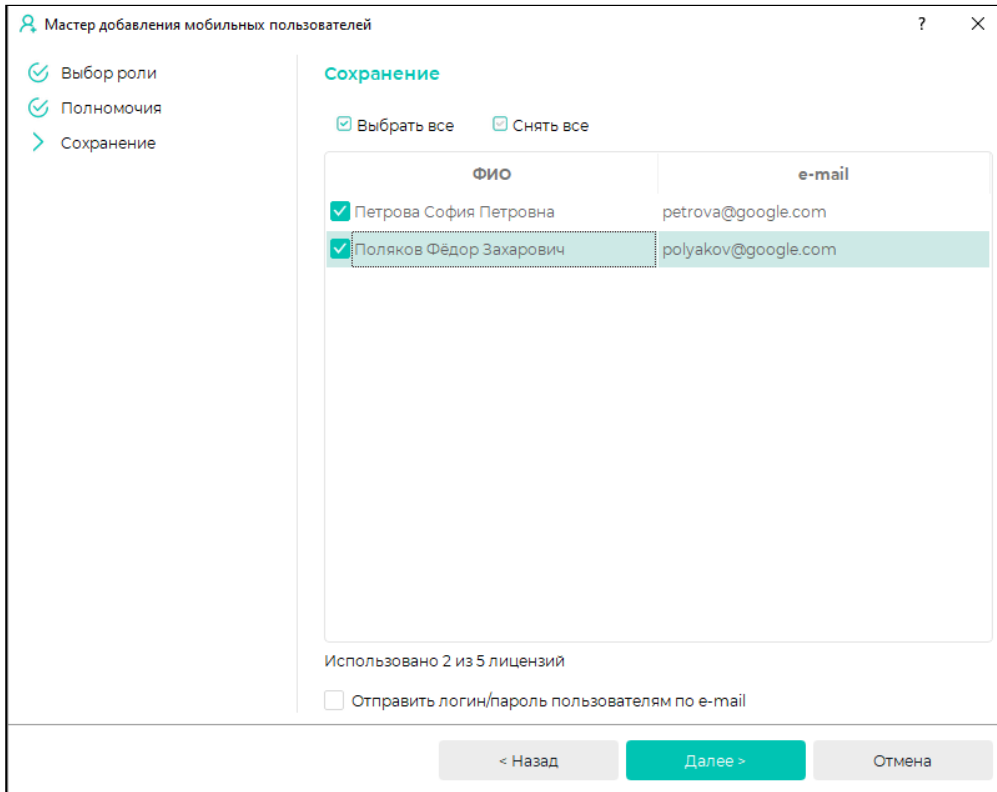 Мастер добавления мобильных пользователей ?
Выбор роли
Полномочия
Сохранение
Сохранение
Выбрать все Снять все
ФИО e-mail
Петрова София Петровна petrova@google.com
Поляков Фёдор Захарович polyakov@google.com
Использовано 2 из 5 лицензий
Отправить логин/пароль пользователям по e-mail
< Назад Далее > Отмена